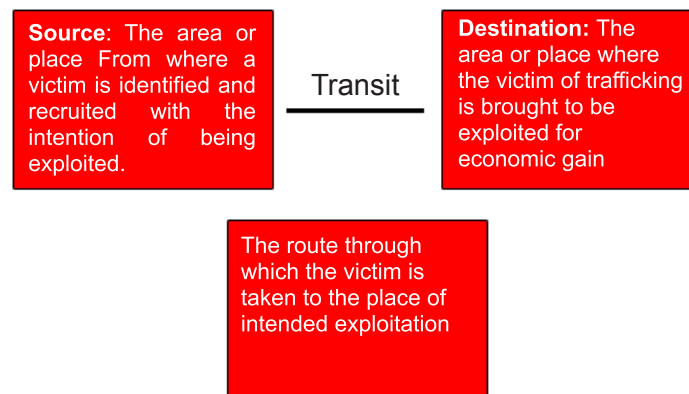 Source: The area or
place From where a
victim is identified and
recruited with the
intention of being
exploited.
Transit
Destination: The
area or place where
the victim of trafficking
is brought to be
exploited for
economic gain
The route through
which the victim is
taken to the place of
intended exploitation